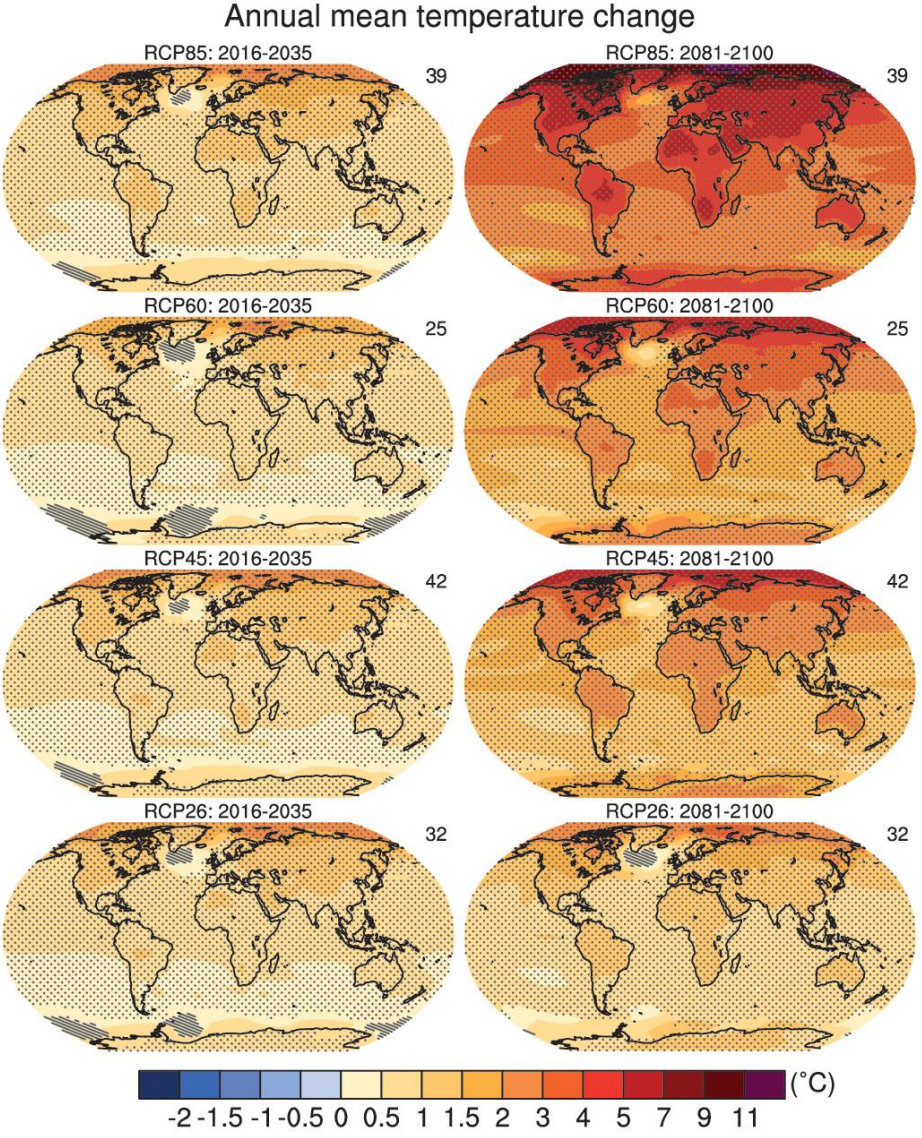 Annual mean temperature change
RCP85: 2016-2035
39
RCP85: 2081-2100
39
RCP60: 2016-2035
25
RCP60: 2081-2100
25
RCP45: 2016-2035
42
RCP45: 2081-2100
42
RCP26: 2016-2035
32
RCP26: 2081-2100
32
(°C)
-2 -1.5 -1 -0.5 0 0.5 1 1.5 2 3 4 5 7 9 11